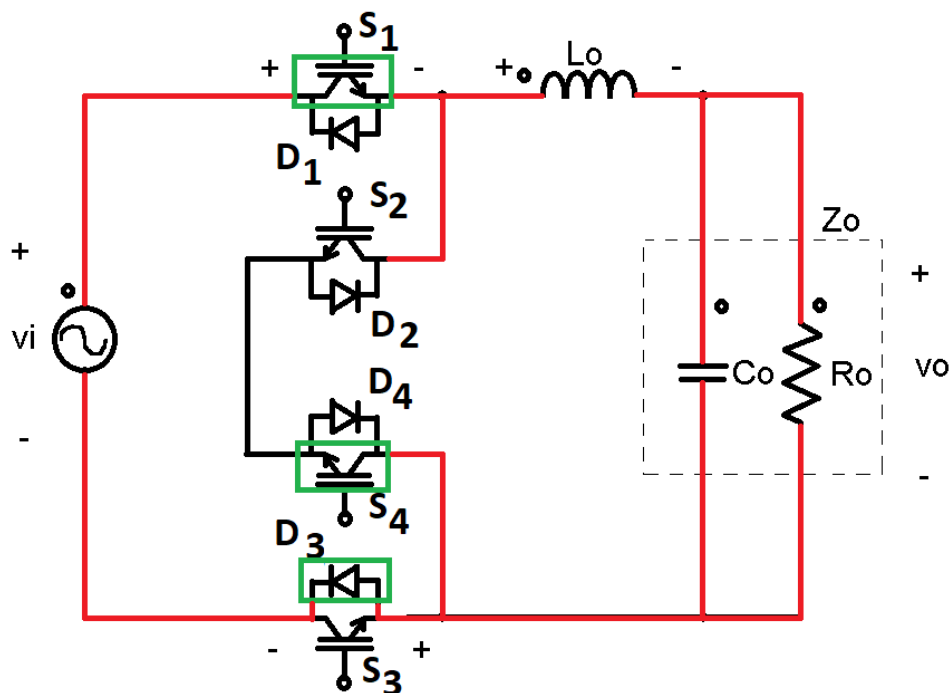 S1
+ -
+ Lo -
D1
S2
Zo
+
+
vi
D2
Co
Ro
vo
D4
-
-
S4
D3
- +
S3